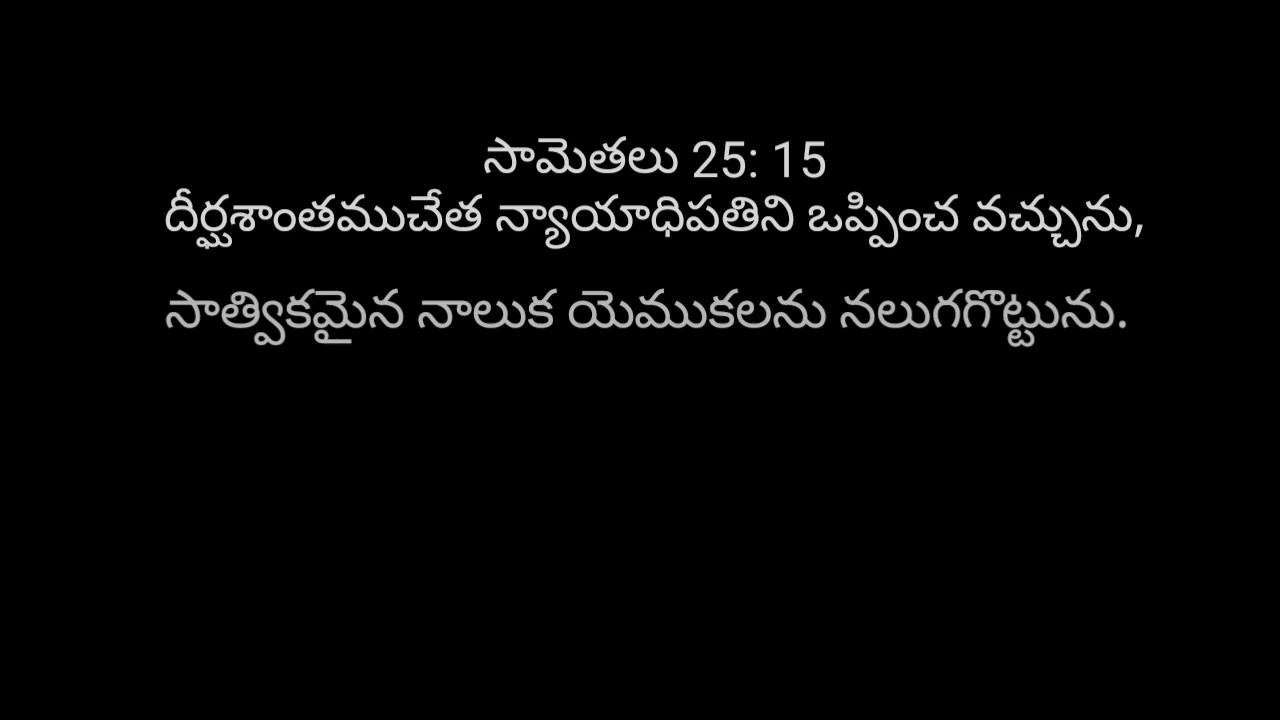 సామెతలు 25: 15
దీర్ఘశాంతముచేత న్యాయాధిపతిని ఒప్పించ వచ్చును,
సాత్వికమైన నాలుక యెముకలను నలుగగొట్టును.